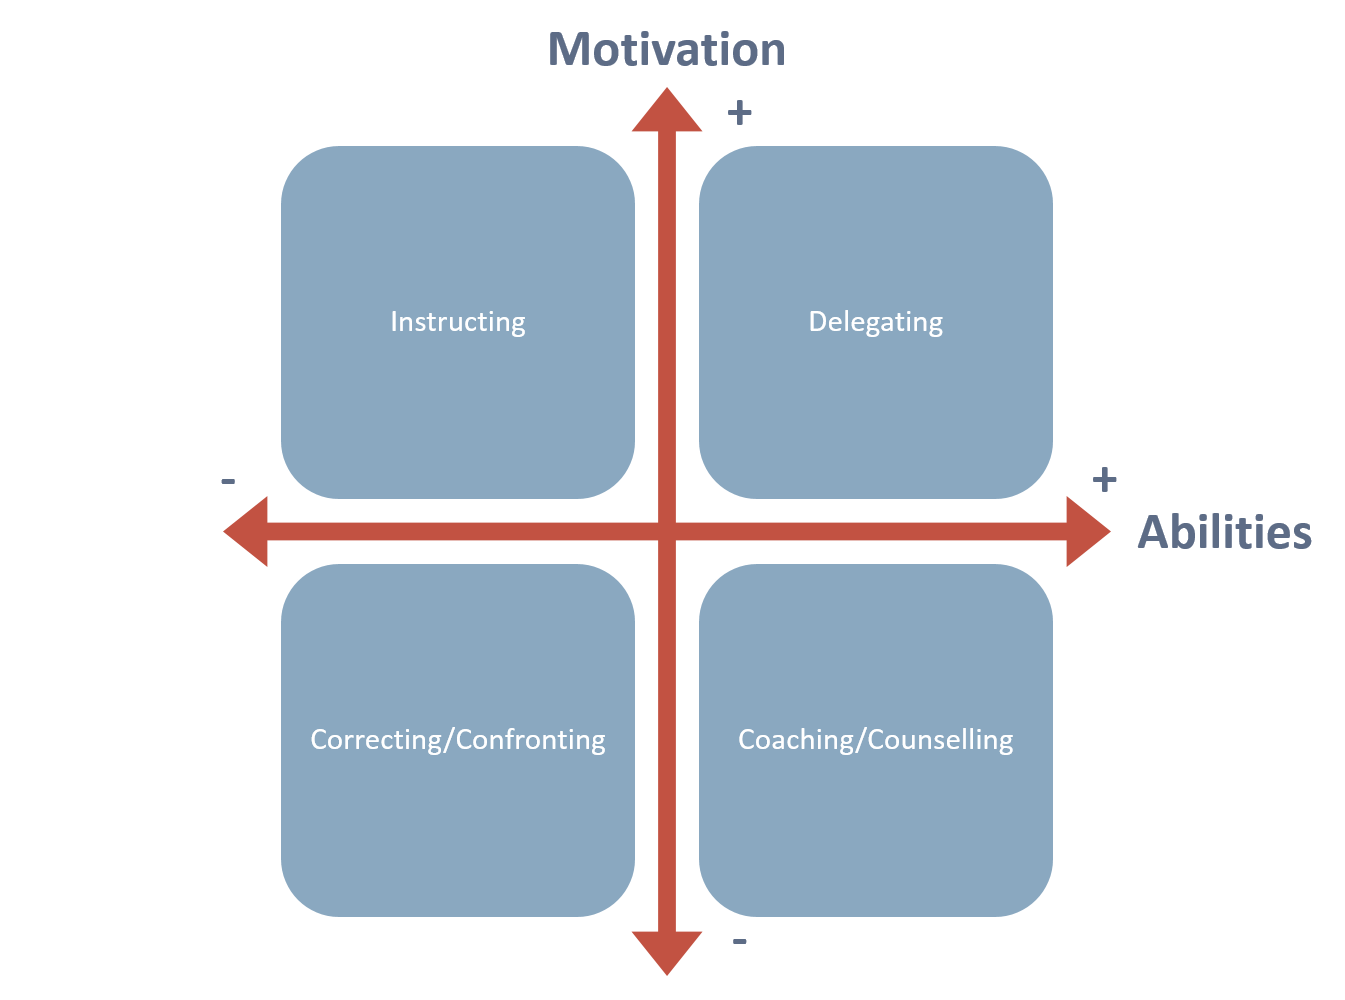 Motivation
+
Instructing
Delegating
-
+
Abilities
Correcting/Confronting
Coaching/Counselling
-